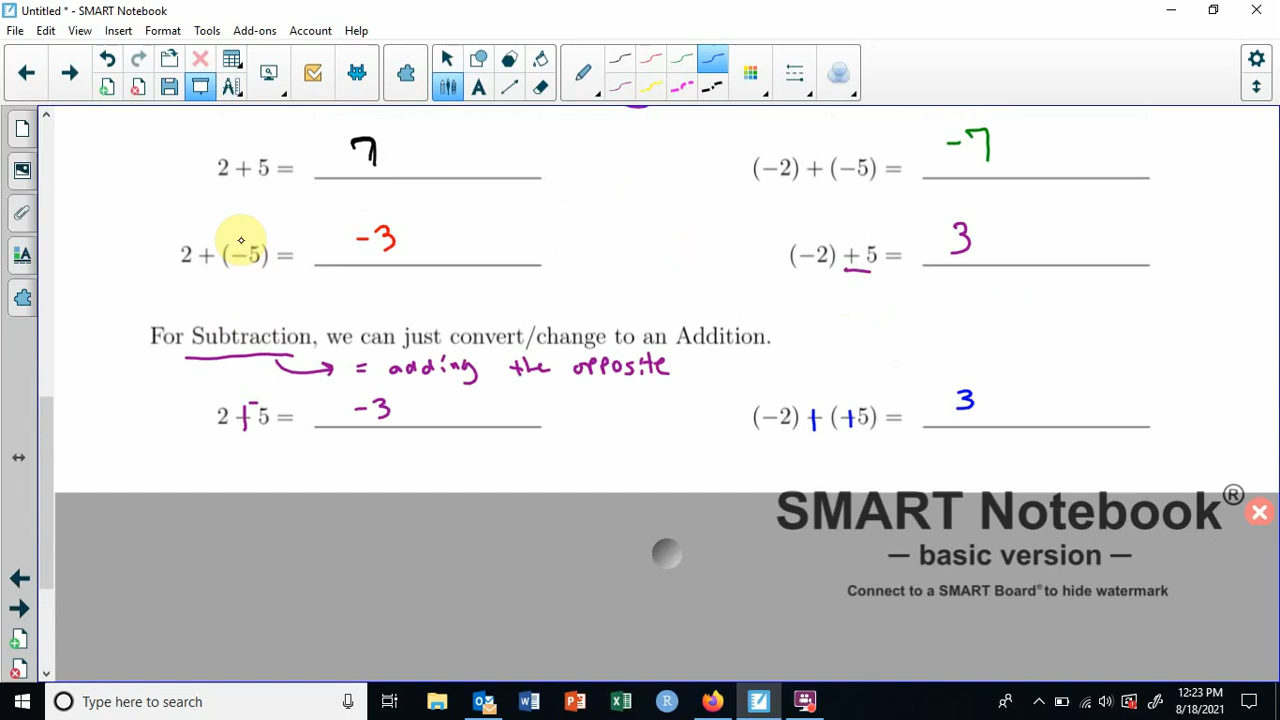 Untitled * - SMART Notebook
File Edit View Insert Format Tools Add-ons Account Help
2 + 5 = 7
(−2) + (−5) = -7
2 + (−5) = -3
(−2) + 5 = 3
For Subtraction, we can just convert/change to an Addition.
= adding the opposite
2 + -5 = -3
(−2) + (+5) = 3
SMART Notebook®
— basic version —
Connect to a SMART Board® to hide watermark
Type here to search
12:23 PM
8/18/2021